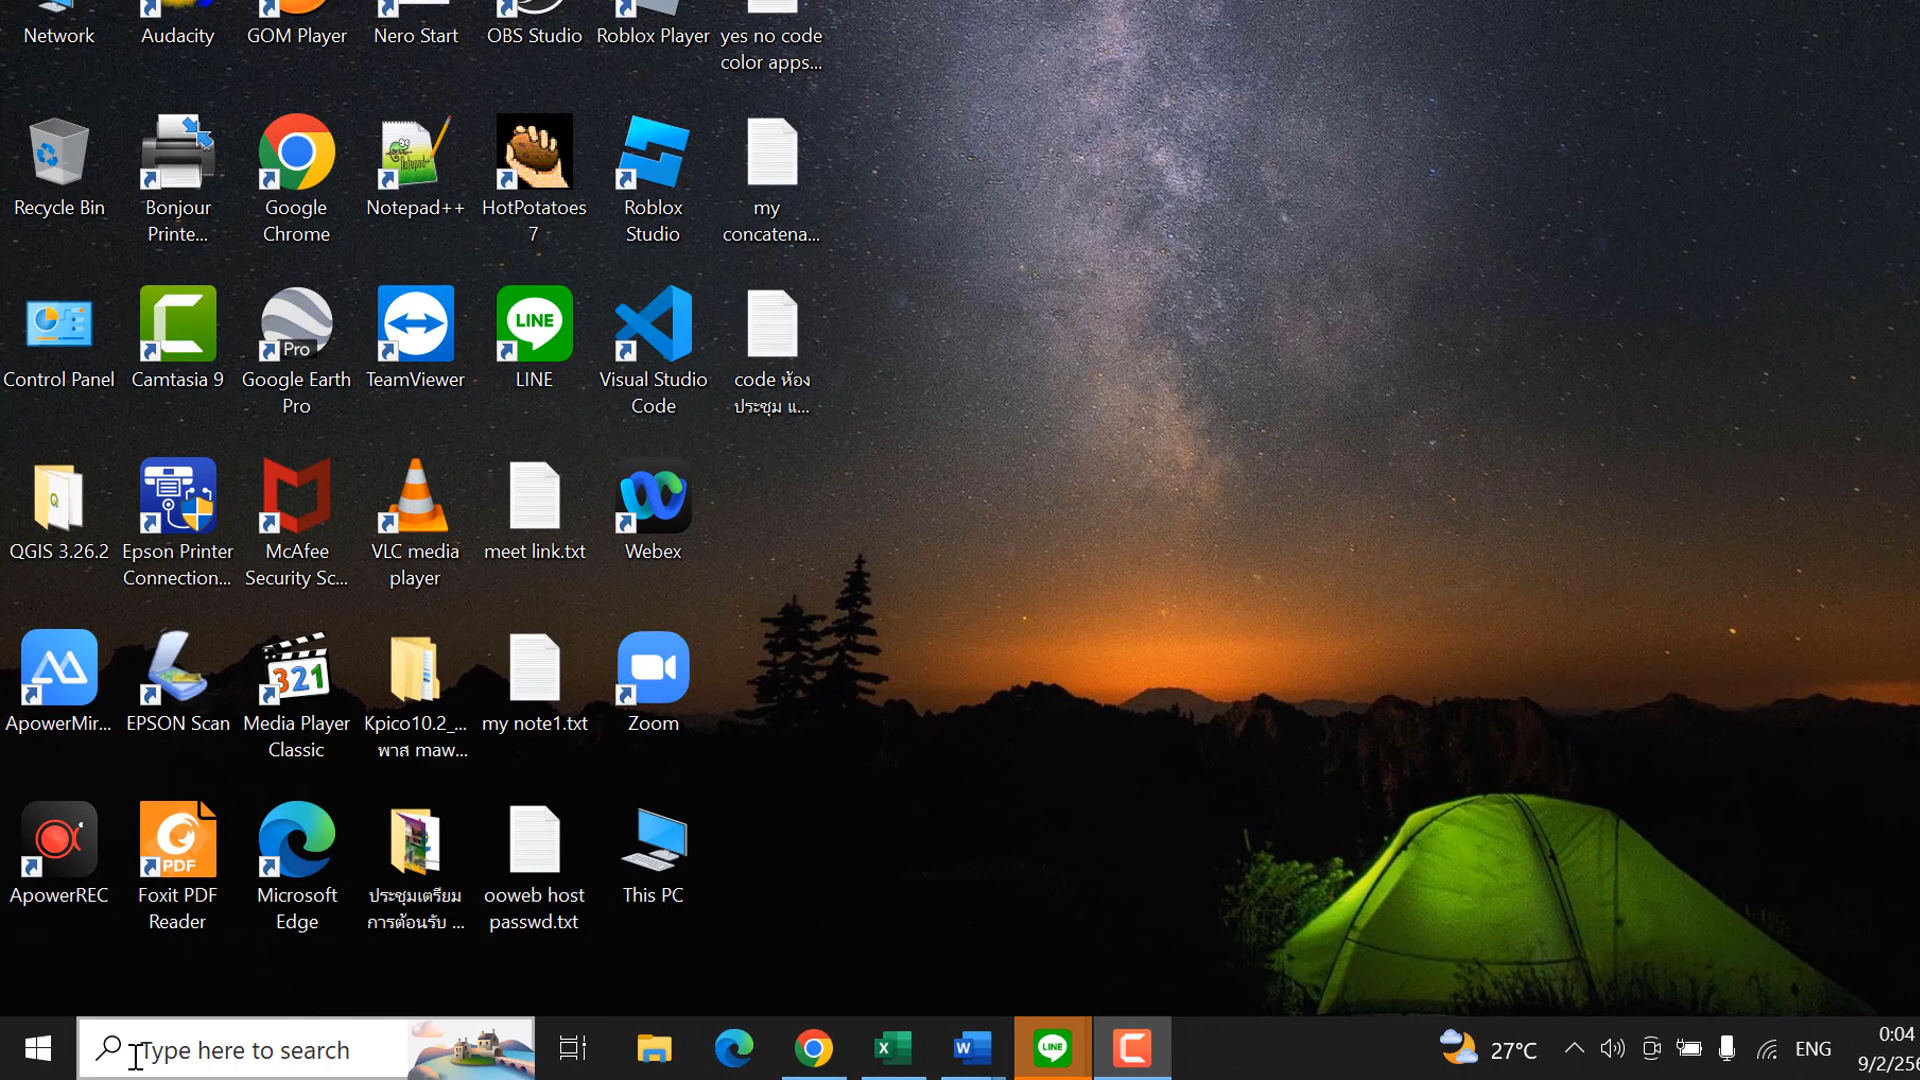 Network
Audacity
GOM Player
Nero Start
OBS Studio
Roblox Player
yes no code
color apps...
Recycle Bin
Bonjour
Printe...
Google
Chrome
Notepad++
HotPotatoes
7
Roblox
Studio
my
concatena...
Control Panel
Camtasia 9
Pro
Google Earth
Pro
TeamViewer
LINE
LINE
Visual Studio
Code
code ห้อง
ประชุม แ...
QGIS 3.26.2
Epson Printer
Connection...
McAfee
Security Sc...
VLC media
player
meet link.txt
Webex
ApowerMir...
EPSON Scan
321
Media Player
Classic
Kpico10.2_...
พาส maw...
my note1.txt
Zoom
ApowerREC
PDF
Foxit PDF
Reader
Microsoft
Edge
ประชุมเตรียม
การต้อนรับ ...
ooweb host
passwd.txt
This PC
Type here to search
LINE
27°C
ENG
0:04
9/2/256